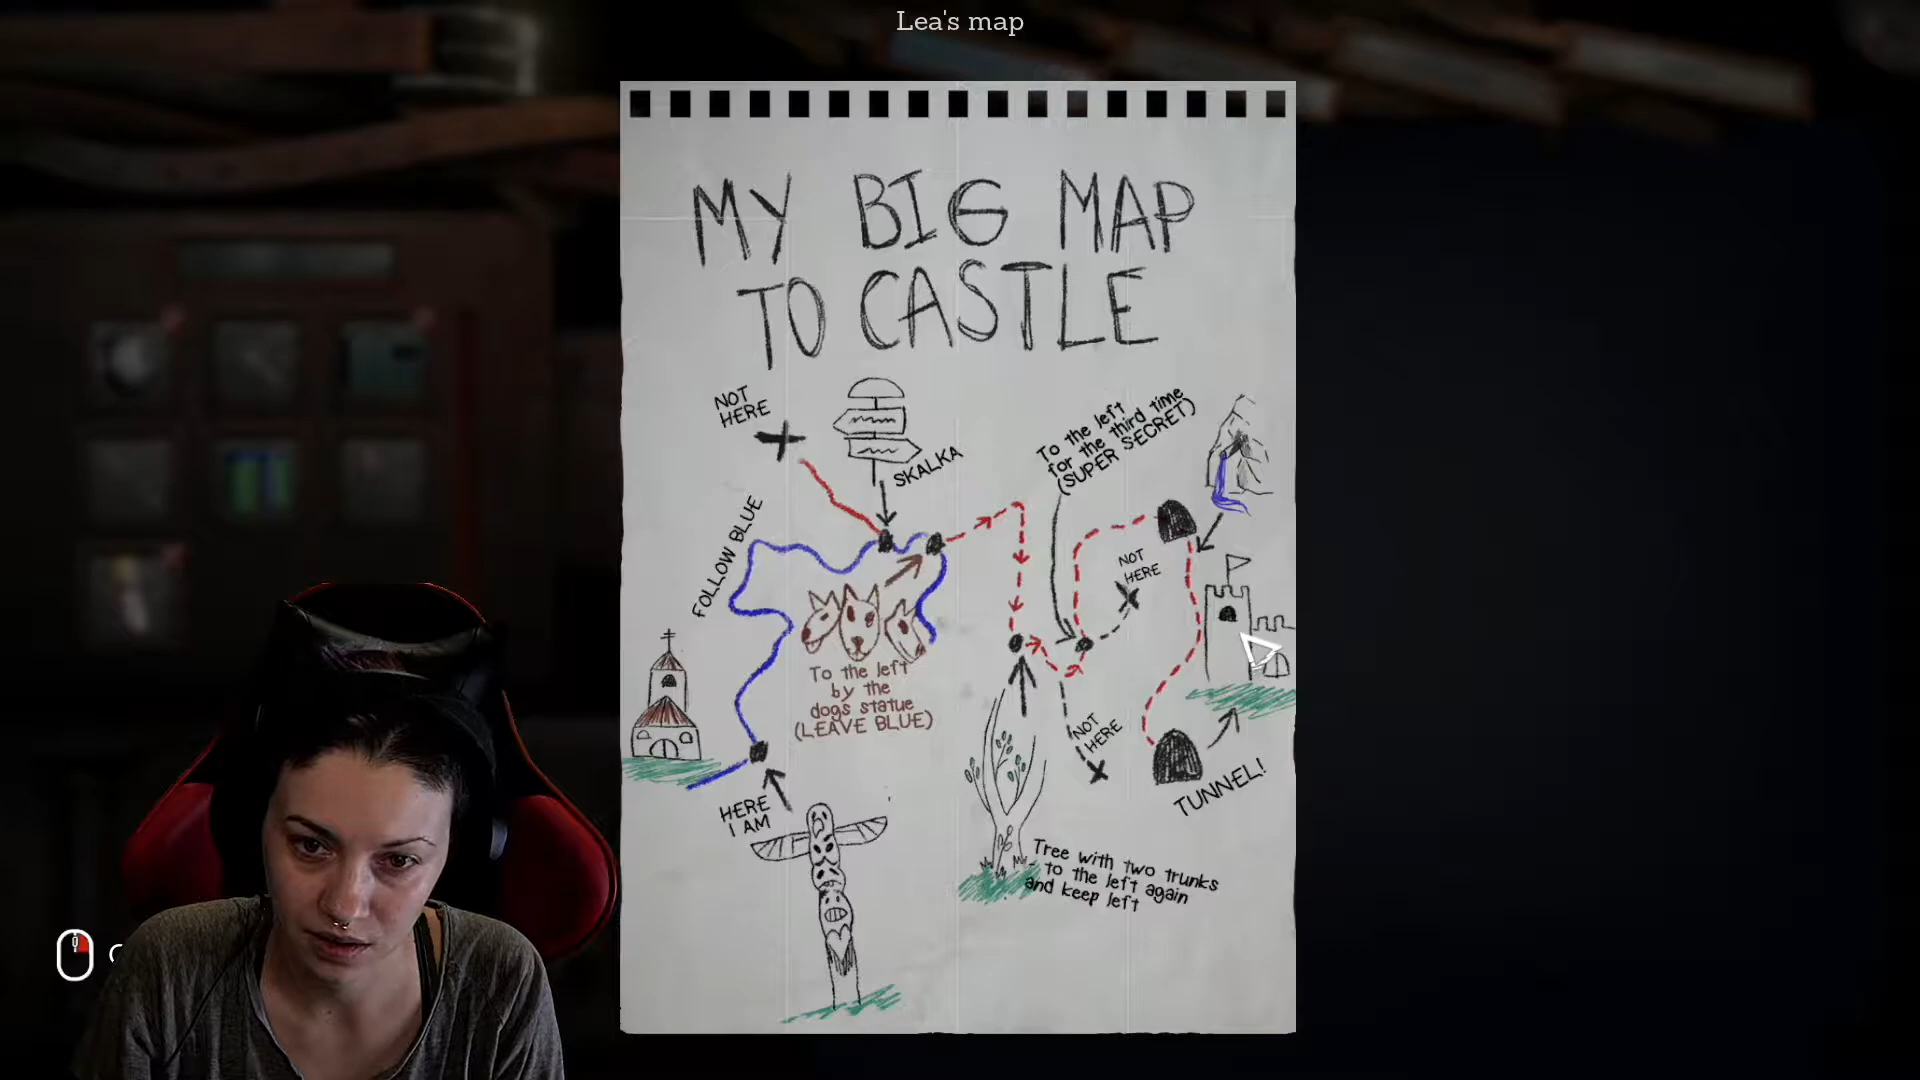 Lea's map
MY BIG MAP
TO CASTLE
NOT
HERE
SKALKA
FOLLOW BLUE
To the left
by the
dogs statue
(LEAVE BLUE)
HERE
I AM
To the left
for the third time
(SUPER SECRET)
NOT
HERE
NOT
HERE
TUNNEL!
Tree with two trunks
to the left again
and keep left